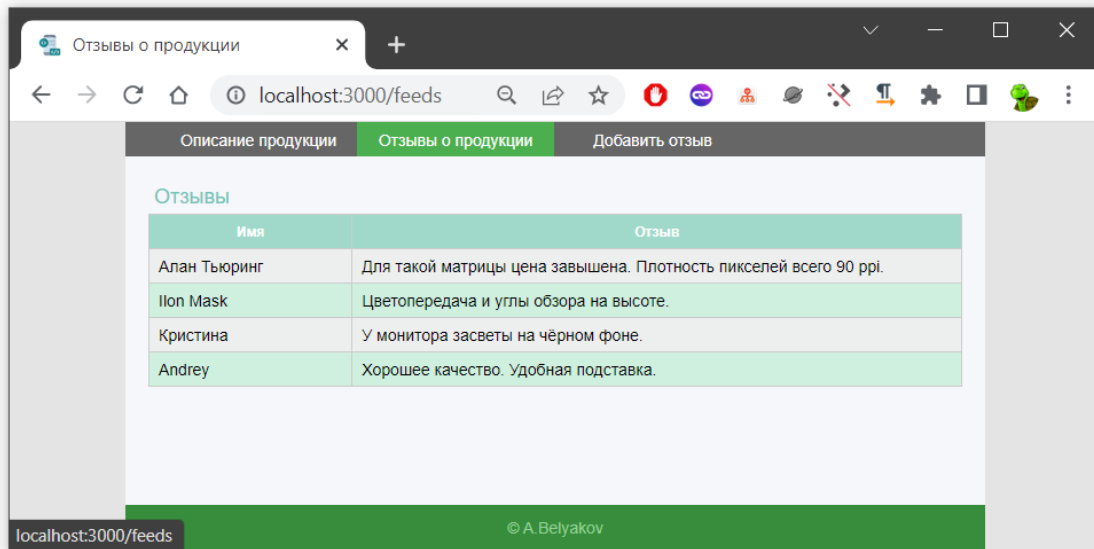 Отзывы о продукции
localhost:3000/feeds
Описание продукции Отзывы о продукции Добавить отзыв
Отзывы
Имя Отзыв
Алан Тьюринг Для такой матрицы цена завышена. Плотность пикселей всего 90 ppi.
Ilon Mask Цветопередача и углы обзора на высоте.
Кристина У монитора засветы на чёрном фоне.
Andrey Хорошее качество. Удобная подставка.
© A.Belyakov
localhost:3000/feeds